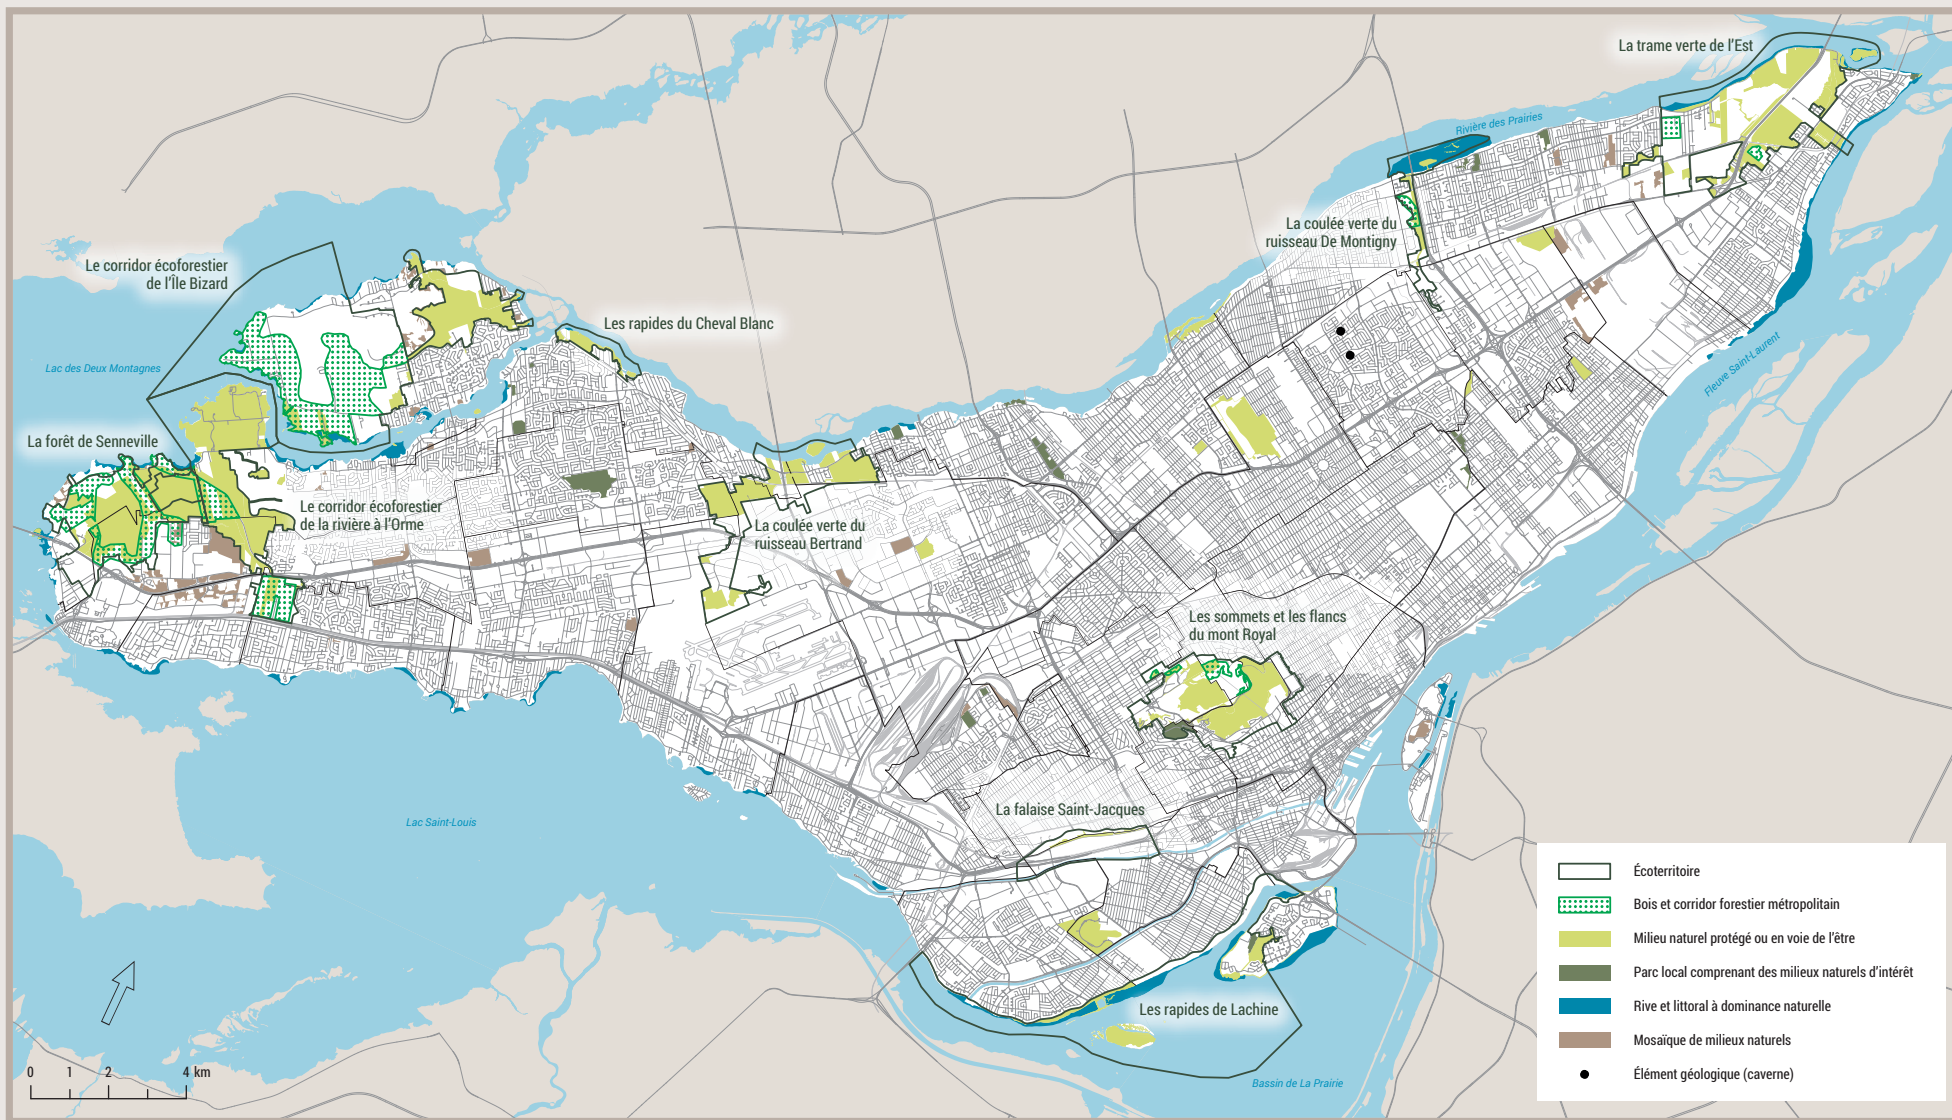 La trame verte de l'Est
Rivière des Prairies
La coulée verte du
ruisseau De Montigny
Le corridor écoforestier
de l'Île Bizard
Les rapides du Cheval Blanc
Lac des Deux Montagnes
Fleuve Saint-Laurent
La forêt de Senneville
Le corridor écoforestier
de la rivière à l'Orme
La coulée verte du
ruisseau Bertrand
Les sommets et les flancs
du mont Royal
La falaise Saint-Jacques
Lac Saint-Louis
Les rapides de Lachine
Bassin de La Prairie
0 1 2 4 km
Écoterritoire
Bois et corridor forestier métropolitain
Milieu naturel protégé ou en voie de l'être
Parc local comprenant des milieux naturels d'intérêt
Rive et littoral à dominance naturelle
Mosaïque de milieux naturels
Élément géologique (caverne)